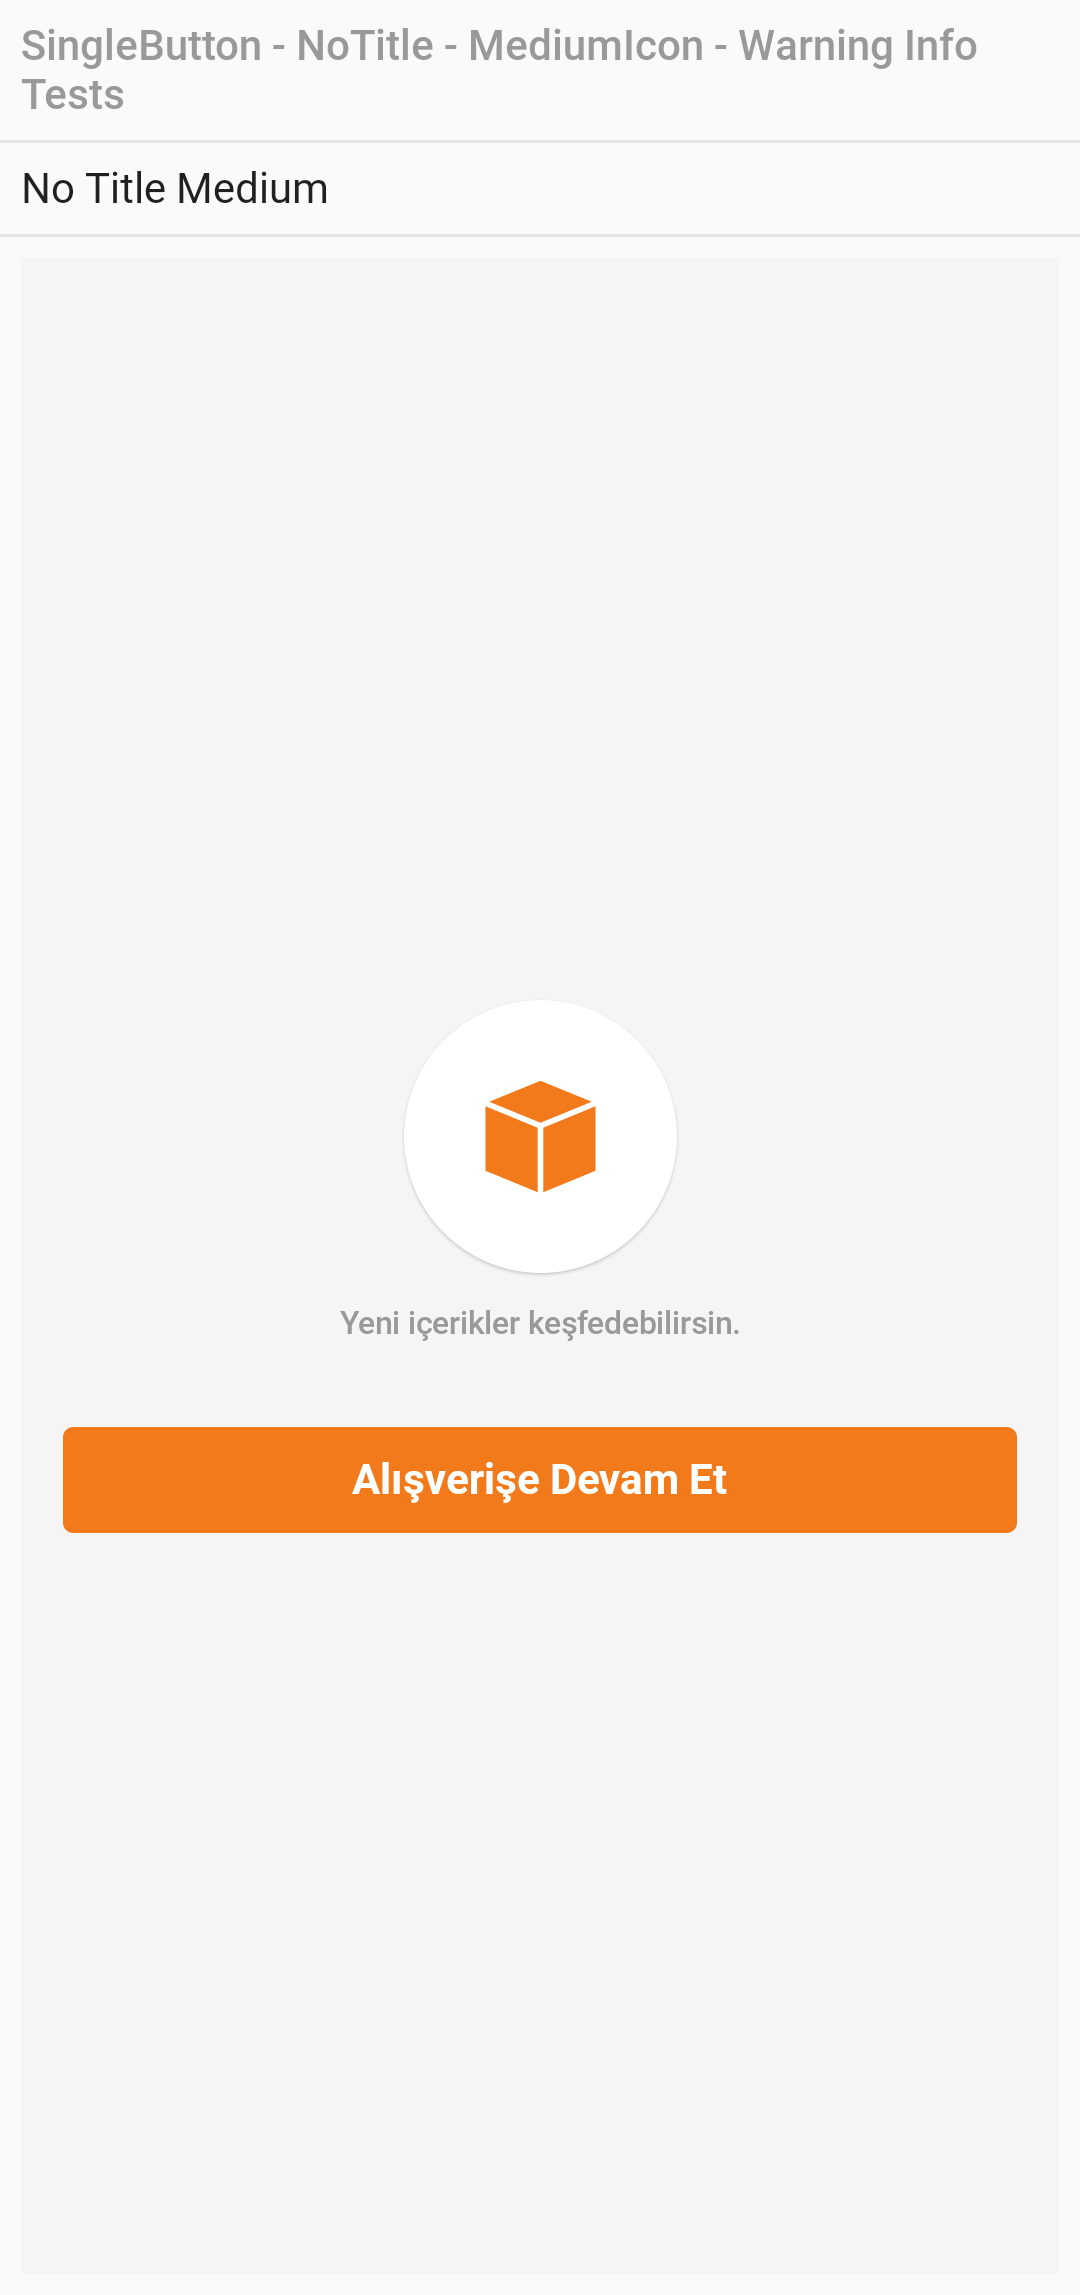 SingleButton - NoTitle - MediumIcon - Warning Info
Tests
No Title Medium
Yeni içerikler keşfedebilirsin.
Alışverişe Devam Et